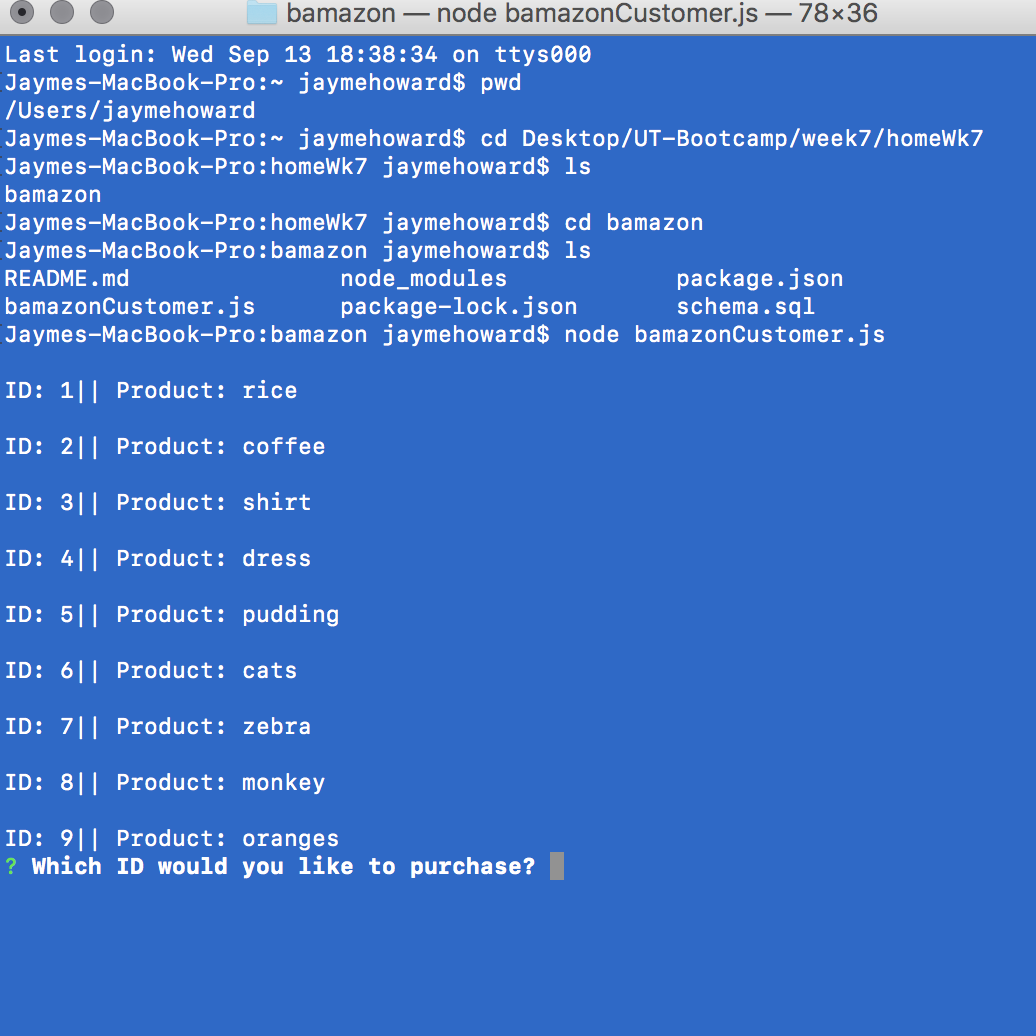 bamazon — node bamazonCustomer.js — 78×36
Last login: Wed Sep 13 18:38:34 on ttys000
Jaymes-MacBook-Pro:~ jaymehoward$ pwd
/Users/jaymehoward
Jaymes-MacBook-Pro:~ jaymehoward$ cd Desktop/UT-Bootcamp/week7/homeWk7
Jaymes-MacBook-Pro:homeWk7 jaymehoward$ ls
bamazon
Jaymes-MacBook-Pro:homeWk7 jaymehoward$ cd bamazon
Jaymes-MacBook-Pro:bamazon jaymehoward$ ls
README.md node_modules package.json
bamazonCustomer.js package-lock.json schema.sql
Jaymes-MacBook-Pro:bamazon jaymehoward$ node bamazonCustomer.js
ID: 1|| Product: rice
ID: 2|| Product: coffee
ID: 3|| Product: shirt
ID: 4|| Product: dress
ID: 5|| Product: pudding
ID: 6|| Product: cats
ID: 7|| Product: zebra
ID: 8|| Product: monkey
ID: 9|| Product: oranges
? Which ID would you like to purchase?